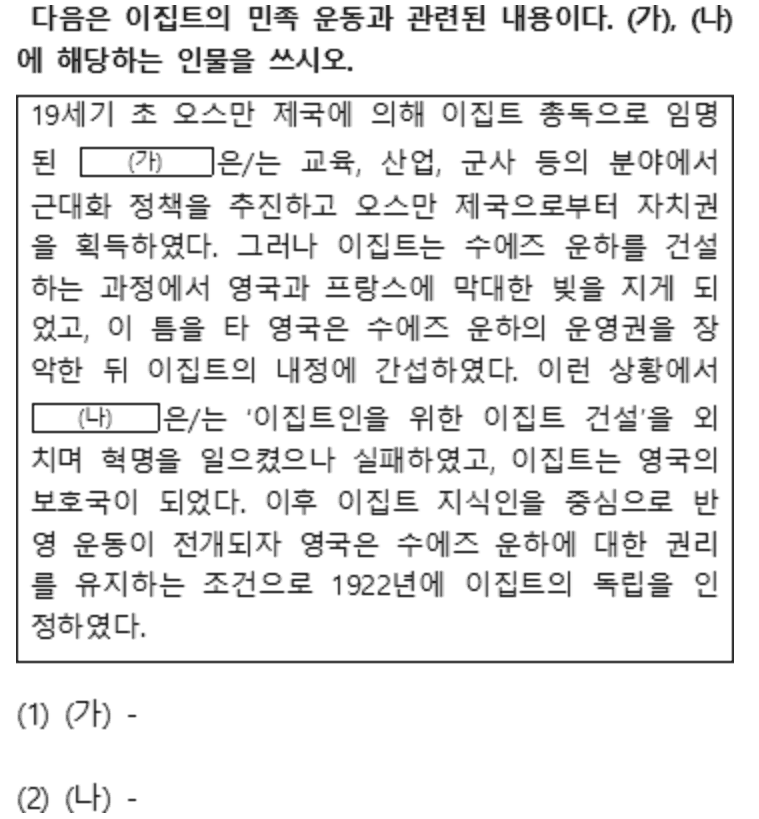 다음은 이집트의 민족 운동과 관련된 내용이다. (가), (나)
에 해당하는 인물을 쓰시오.
19세기 초 오스만 제국에 의해 이집트 총독으로 임명
된 (가) 은/는 교육, 산업, 군사 등의 분야에서
근대화 정책을 추진하고 오스만 제국으로부터 자치권
을 획득하였다. 그러나 이집트는 수에즈 운하를 건설
하는 과정에서 영국과 프랑스에 막대한 빚을 지게 되
었고, 이 틈을 타 영국은 수에즈 운하의 운영권을 장
악한 뒤 이집트의 내정에 간섭하였다. 이런 상황에서
(나) 은/는 ‘이집트인을 위한 이집트 건설’을 외
치며 혁명을 일으켰으나 실패하였고, 이집트는 영국의
보호국이 되었다. 이후 이집트 지식인을 중심으로 반
영 운동이 전개되자 영국은 수에즈 운하에 대한 권리
를 유지하는 조건으로 1922년에 이집트의 독립을 인
정하였다.
(1) (가) -
(2) (나) -